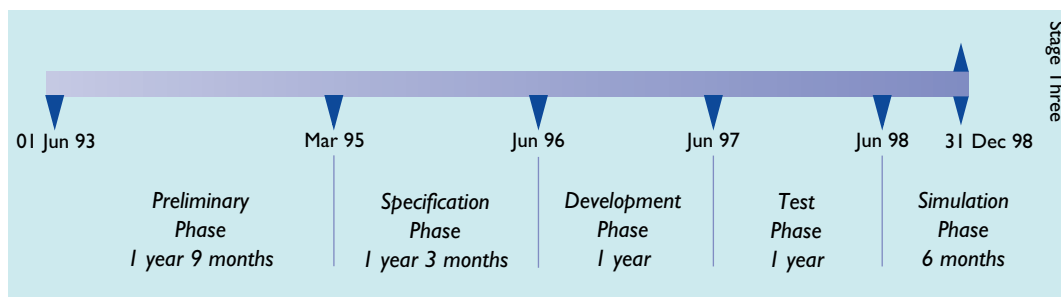 Stage Three
01 Jun 93
Mar 95
Jun 96
Jun 97
Jun 98
31 Dec 98
Preliminary
Phase
1 year 9 months
Specification
Phase
1 year 3 months
Development
Phase
1 year
Test
Phase
1 year
Simulation
Phase
6 months